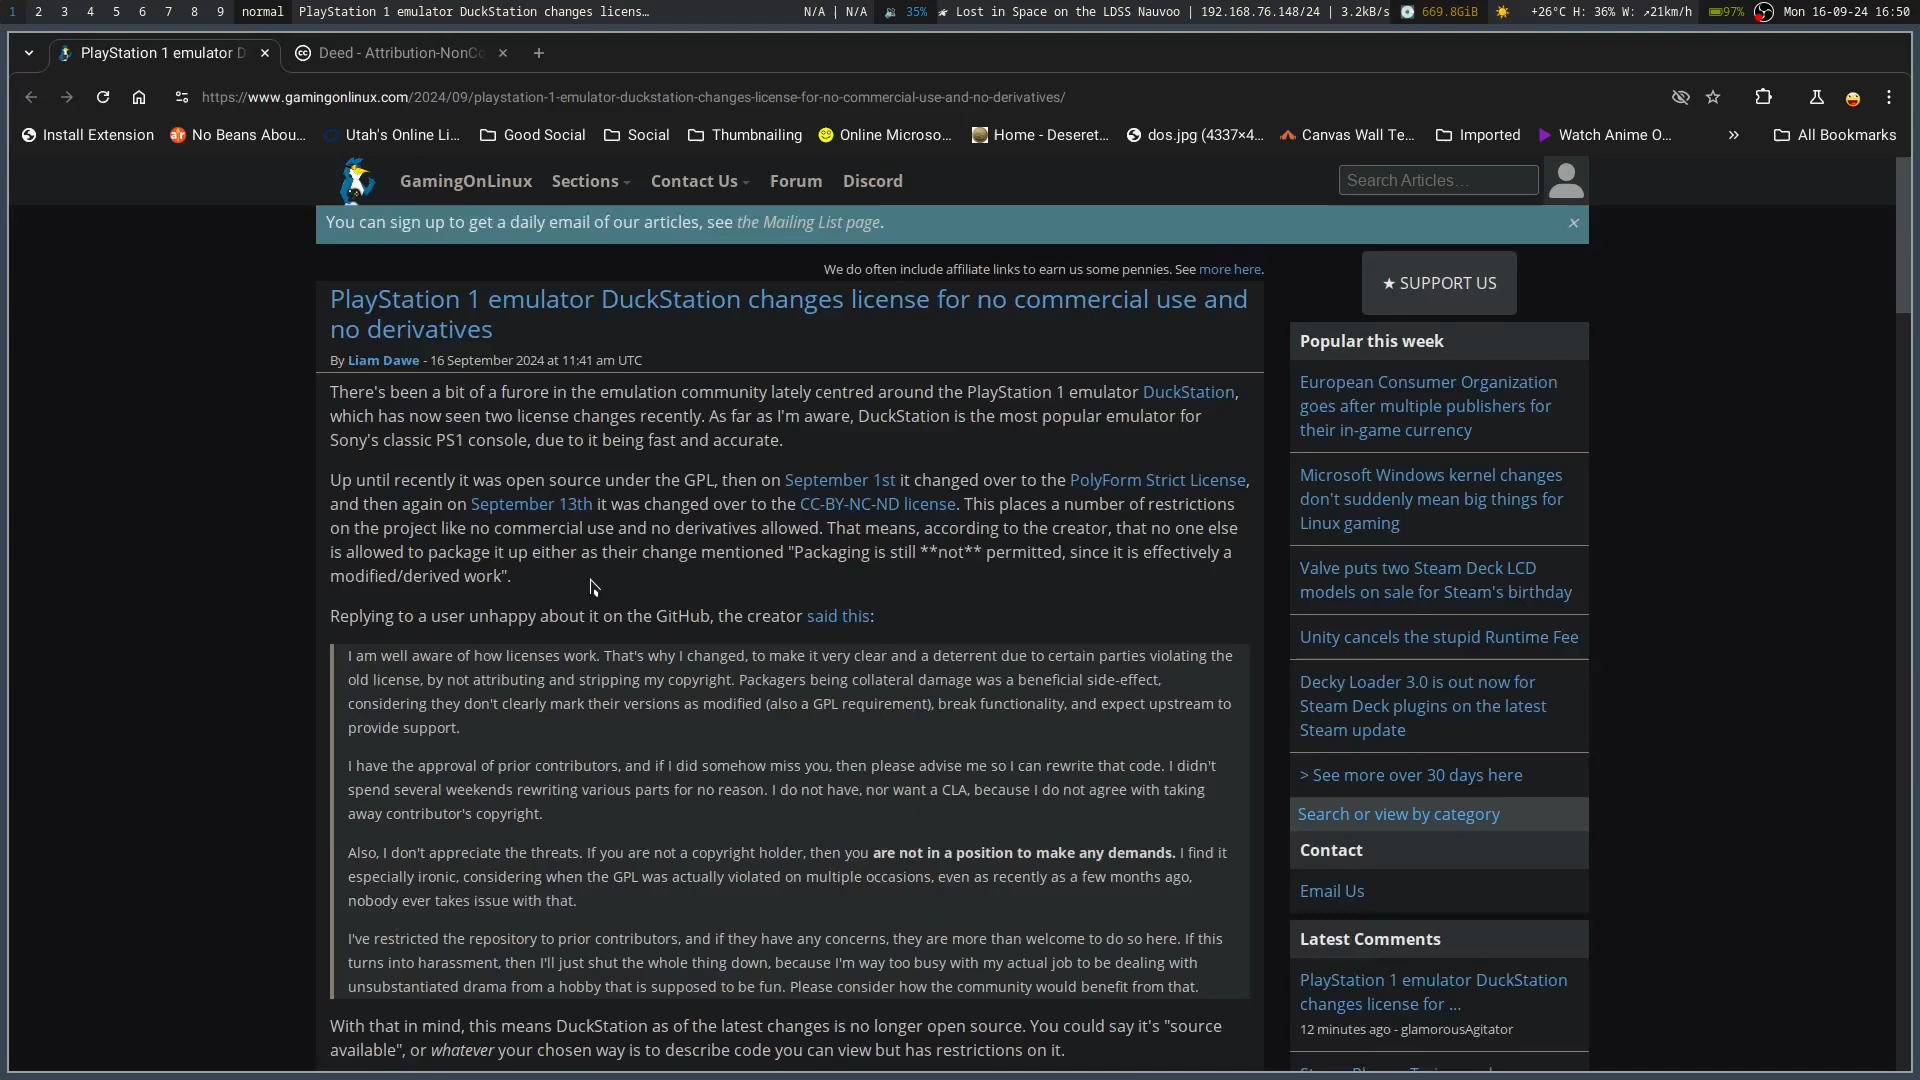 1 2 3 4 5 6 7 8 9 normal PlayStation 1 emulator DuckStation changes licens… N/A | N/A 35% Lost in Space on the LDSS Nauvoo | 192.168.76.148/24 | 3.2kB/s 669.8GiB +26°C H: 36% W: ↗21km/h 97% Mon 16-09-24 16:50
PlayStation 1 emulator D × Deed - Attribution-NonCo × +
https://www.gamingonlinux.com/2024/09/playstation-1-emulator-duckstation-changes-license-for-no-commercial-use-and-no-derivatives/
Install Extension No Beans Abou... Utah's Online Li... Good Social Social Thumbnailing Online Microso... Home - Deseret... dos.jpg (4337×4... Canvas Wall Te... Imported Watch Anime O... » All Bookmarks
GamingOnLinux Sections Contact Us Forum Discord Search Articles…
You can sign up to get a daily email of our articles, see the Mailing List page. ×
We do often include affiliate links to earn us some pennies. See more here.
PlayStation 1 emulator DuckStation changes license for no commercial use and
no derivatives
By Liam Dawe - 16 September 2024 at 11:41 am UTC
There's been a bit of a furore in the emulation community lately centred around the PlayStation 1 emulator DuckStation,
which has now seen two license changes recently. As far as I'm aware, DuckStation is the most popular emulator for
Sony's classic PS1 console, due to it being fast and accurate.
Up until recently it was open source under the GPL, then on September 1st it changed over to the PolyForm Strict License,
and then again on September 13th it was changed over to the CC-BY-NC-ND license. This places a number of restrictions
on the project like no commercial use and no derivatives allowed. That means, according to the creator, that no one else
is allowed to package it up either as their change mentioned "Packaging is still **not** permitted, since it is effectively a
modified/derived work".
Replying to a user unhappy about it on the GitHub, the creator said this:
I am well aware of how licenses work. That's why I changed, to make it very clear and a deterrent due to certain parties violating the
old license, by not attributing and stripping my copyright. Packagers being collateral damage was a beneficial side-effect,
considering they don't clearly mark their versions as modified (also a GPL requirement), break functionality, and expect upstream to
provide support.
I have the approval of prior contributors, and if I did somehow miss you, then please advise me so I can rewrite that code. I didn't
spend several weekends rewriting various parts for no reason. I do not have, nor want a CLA, because I do not agree with taking
away contributor's copyright.
Also, I don't appreciate the threats. If you are not a copyright holder, then you are not in a position to make any demands. I find it
especially ironic, considering when the GPL was actually violated on multiple occasions, even as recently as a few months ago,
nobody ever takes issue with that.
I've restricted the repository to prior contributors, and if they have any concerns, they are more than welcome to do so here. If this
turns into harassment, then I'll just shut the whole thing down, because I'm way too busy with my actual job to be dealing with
unsubstantiated drama from a hobby that is supposed to be fun. Please consider how the community would benefit from that.
With that in mind, this means DuckStation as of the latest changes is no longer open source. You could say it's "source
available", or whatever your chosen way is to describe code you can view but has restrictions on it.
★ SUPPORT US
Popular this week
European Consumer Organization
goes after multiple publishers for
their in-game currency
Microsoft Windows kernel changes
don't suddenly mean big things for
Linux gaming
Valve puts two Steam Deck LCD
models on sale for Steam's birthday
Unity cancels the stupid Runtime Fee
Decky Loader 3.0 is out now for
Steam Deck plugins on the latest
Steam update
> See more over 30 days here
Search or view by category
Contact
Email Us
Latest Comments
PlayStation 1 emulator DuckStation
changes license for ...
12 minutes ago - glamorousAgitator